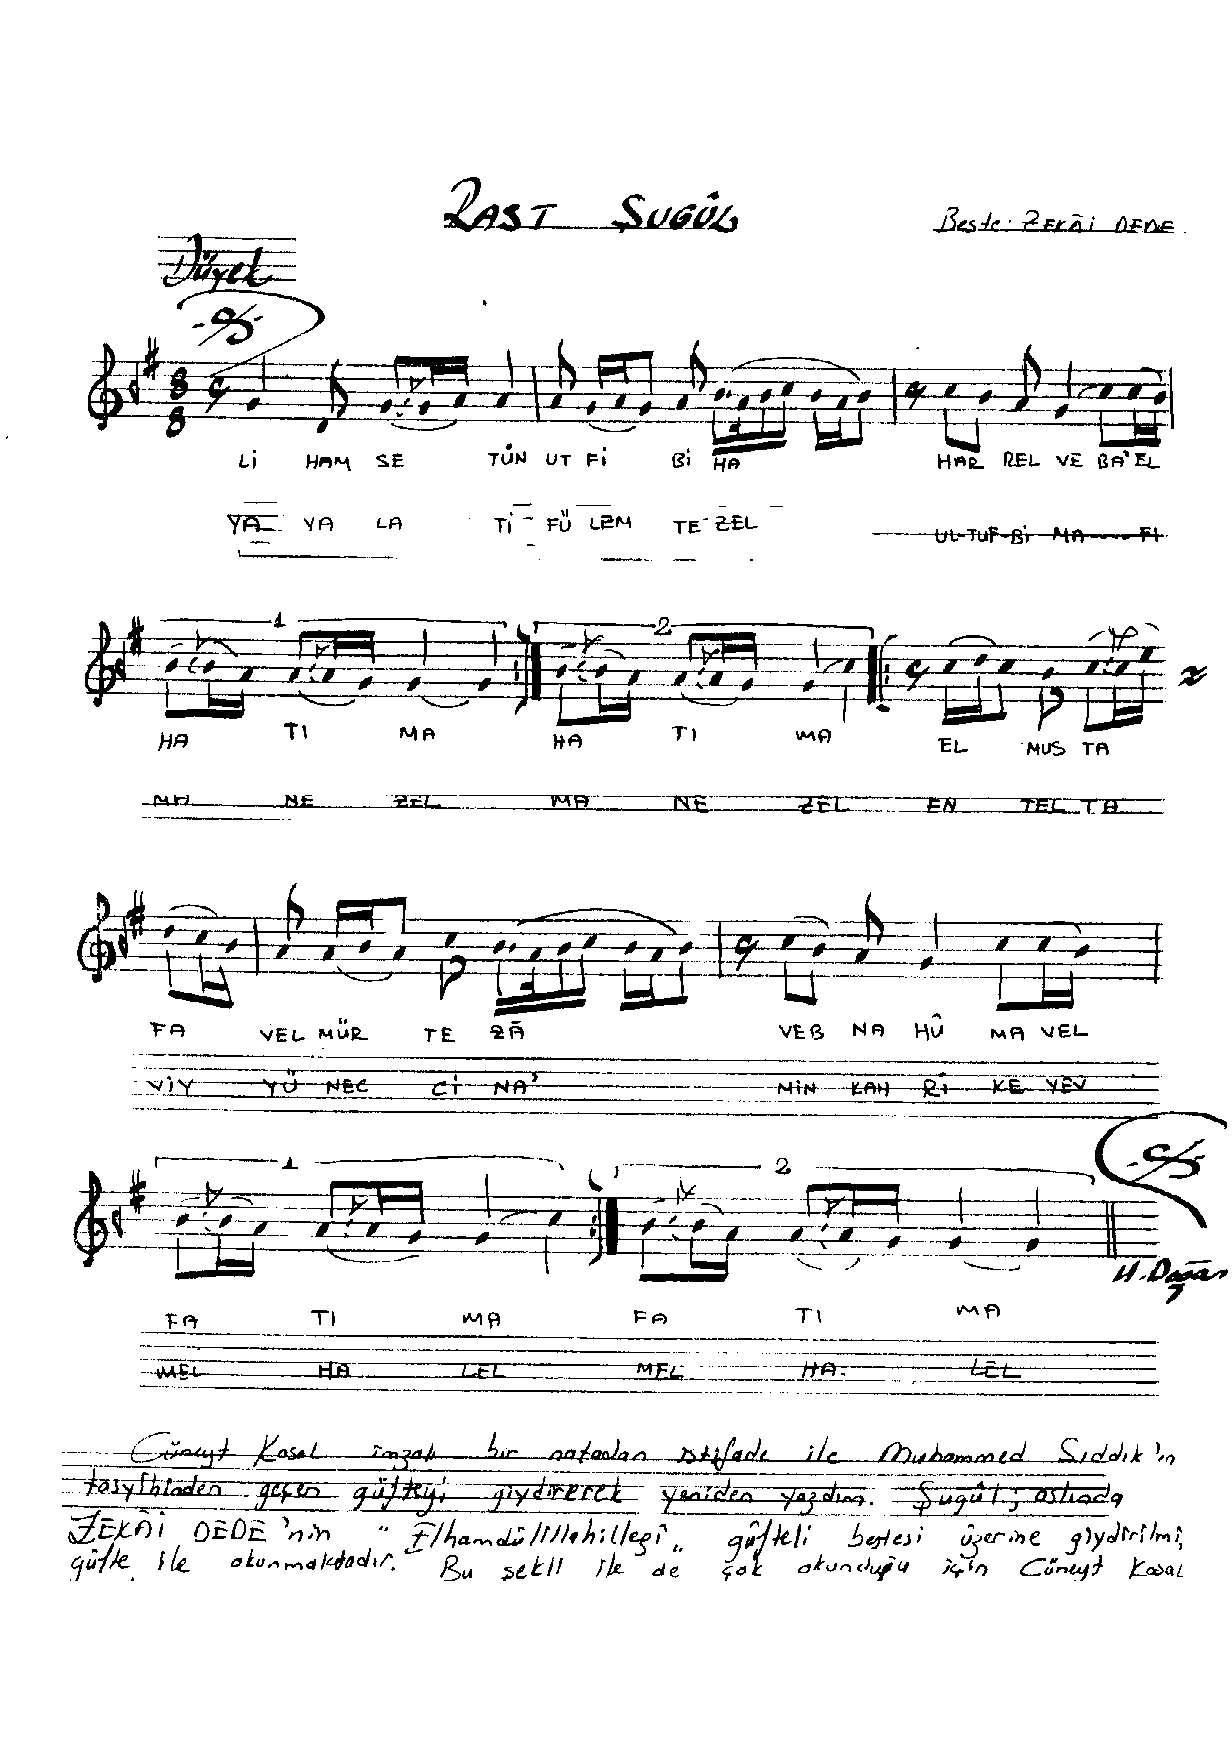 RAST ŞUGÛL
Beste: ZEKÂİ DEDE
Düyek
8
8
Lİ HAM SE TÜN UT Fİ Bİ HA HAR REL VE BA'EL
YA YA LA Tİ FÜ LEM TE ZEL UL-TUF-Bİ MA Fİ
1 2
HA TI MA HA TI MA EL MUS TA
MA NE ZEL MA NE ZEL EN TEL TA
FA VEL MÜR TE ZÂ VEB NA HÛ MA VEL
VİY YÜ NEC Cİ NA' MİN KAH Rİ KE YEV
1 2
H. Doğan
FA TI MA FA TI MA
MEL HA LEL MEL HA LEL
Cüneyt Kosal imzalı bir notadan istifade ile Muhammed Sıddık'ın
tasyihinden geçen güfteyi giydirerek yeniden yazdım. Şugûl; aslında
ZEKÂİ DEDE'nin "Elhamdülillahillezî„ güfteli bestesi üzerine giydirilmiş
güfte ile okunmaktadır. Bu şekli ile de çok okunduğu için Cüneyt Kosal